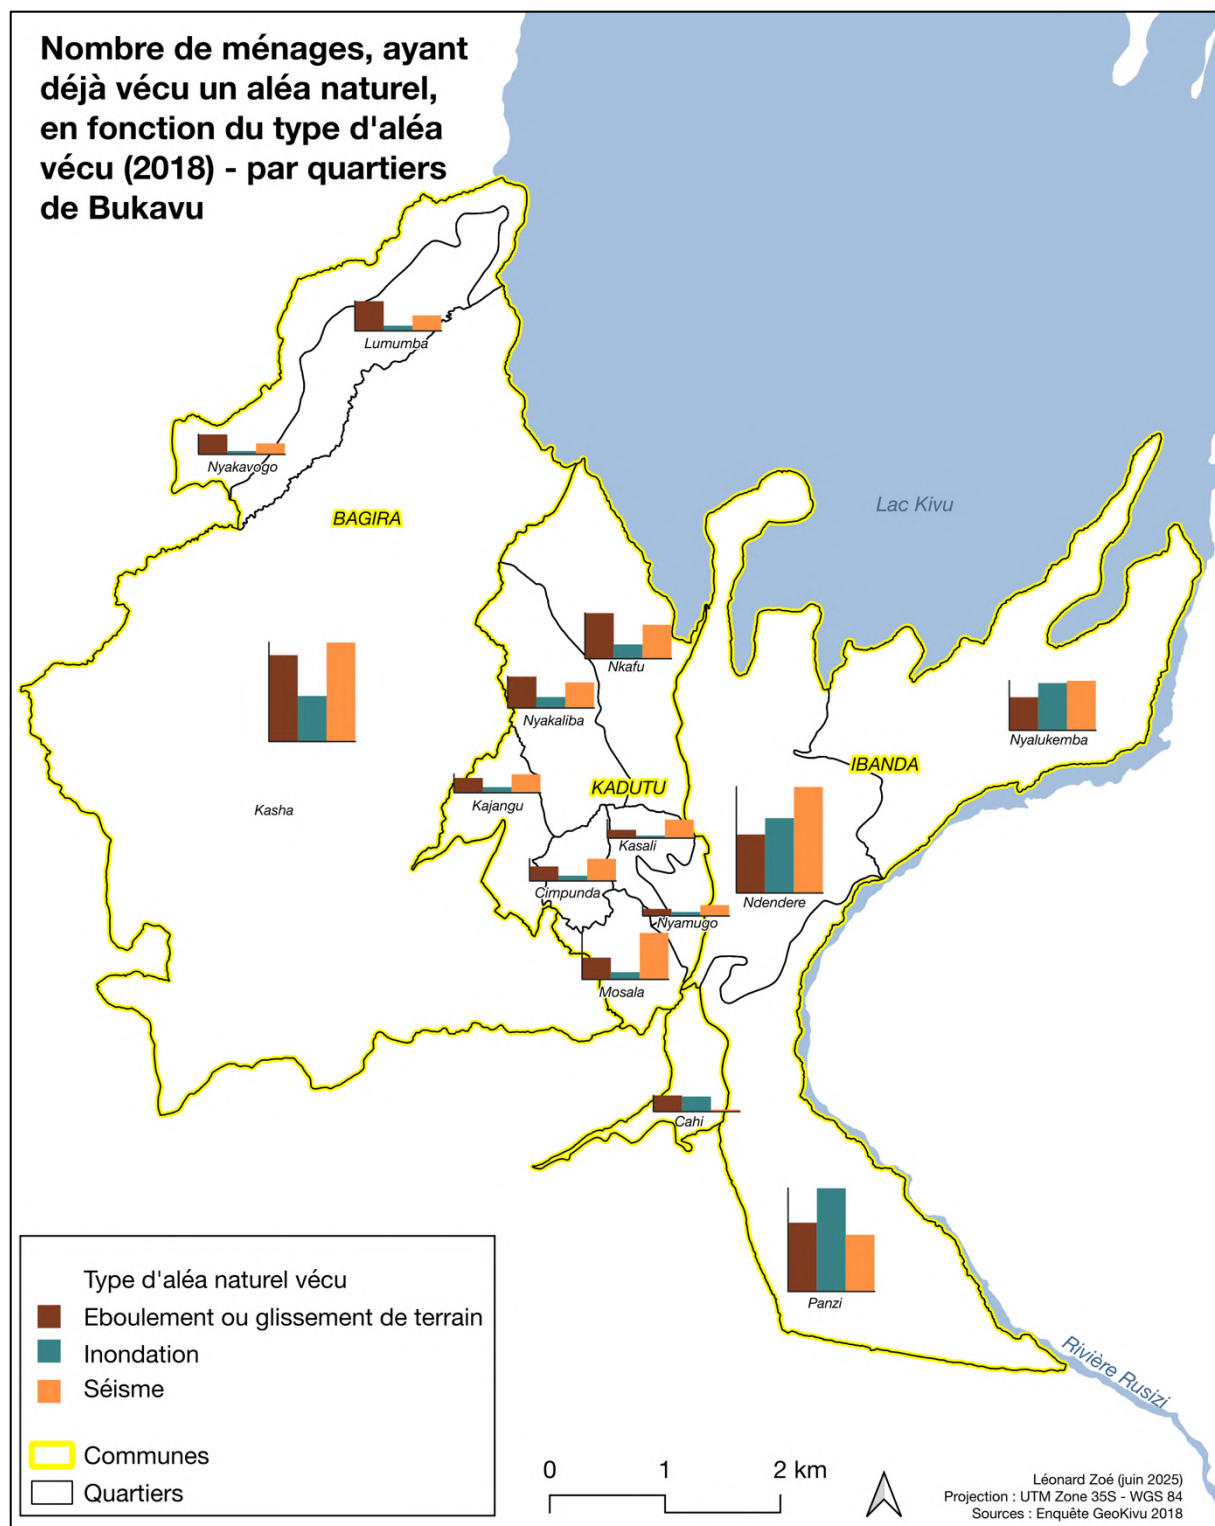 Nombre de ménages, ayant
déjà vécu un aléa naturel,
en fonction du type d'aléa
vécu (2018) - par quartiers
de Bukavu
Lumumba
Nyakavogo
BAGIRA
Lac Kivu
Nkafu
Nyakaliba
Nyalukemba
IBANDA
KADUTU
Kajangu
Kasha
Kasali
Cimpunda
Ndendere
Nyamugo
Mosala
Cahi
Panzi
Rivière Rusizi
Type d'aléa naturel vécu
Eboulement ou glissement de terrain
Inondation
Séisme
Communes
Quartiers
0 1 2 km
Léonard Zoé (juin 2025)
Projection : UTM Zone 35S - WGS 84
Sources : Enquête GeoKivu 2018